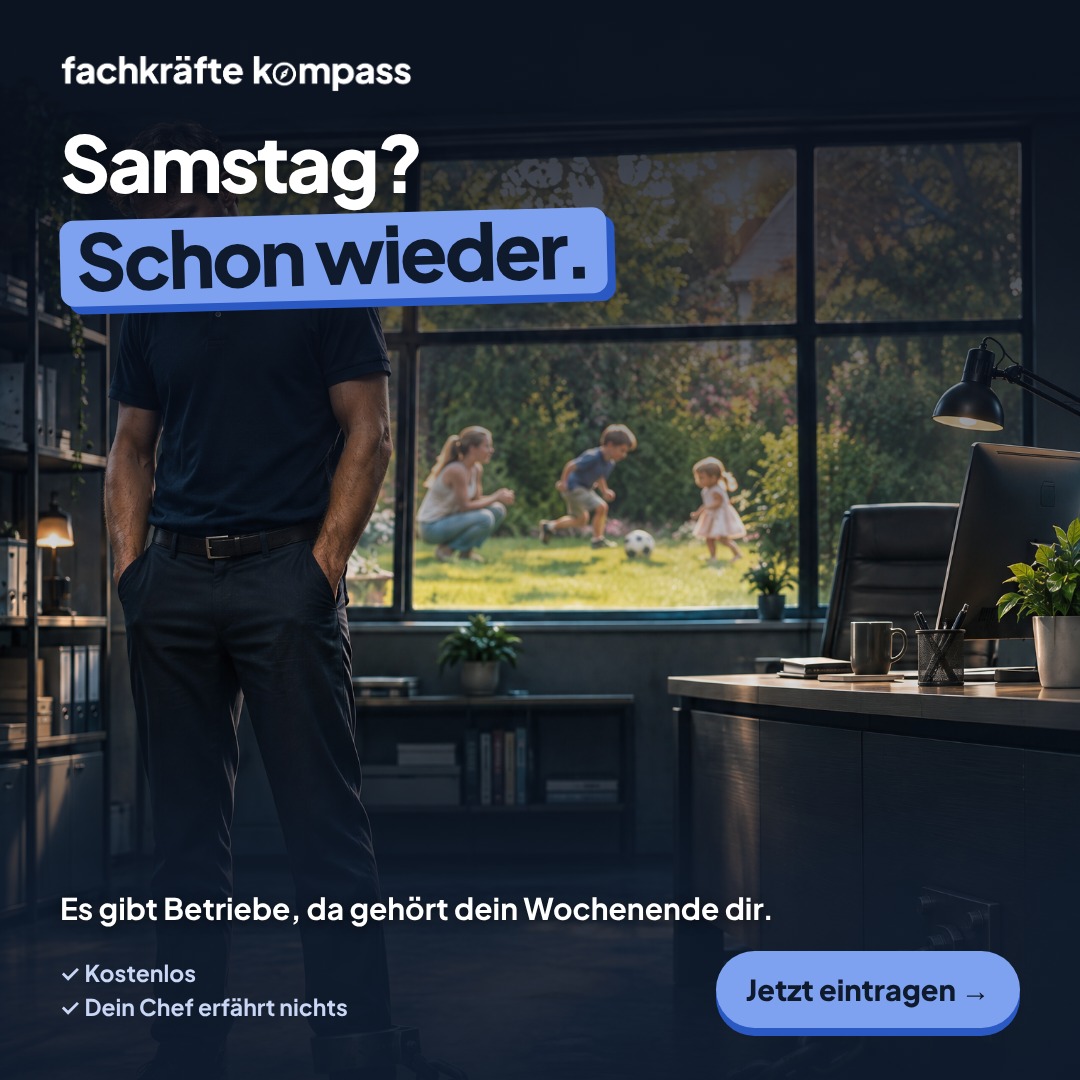 fachkräfte kompass
Samstag?
Schon wieder.
Es gibt Betriebe, da gehört dein Wochenende dir.
✓ Kostenlos
✓ Dein Chef erfährt nichts
Jetzt eintragen →